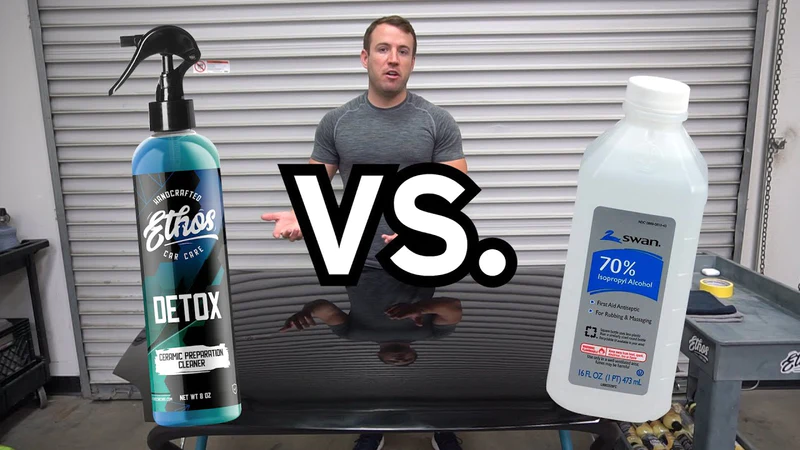 HANDCRAFTED
Ethos
CAR CARE
DETOX
CERAMIC PREPARATION
CLEANER
NET WT 8 OZ
VS.
swan.
70%
Isopropyl Alcohol
First Aid Antiseptic
For Rubbing & Massaging
16 FL OZ (1 PT) 473 mL
Ethos